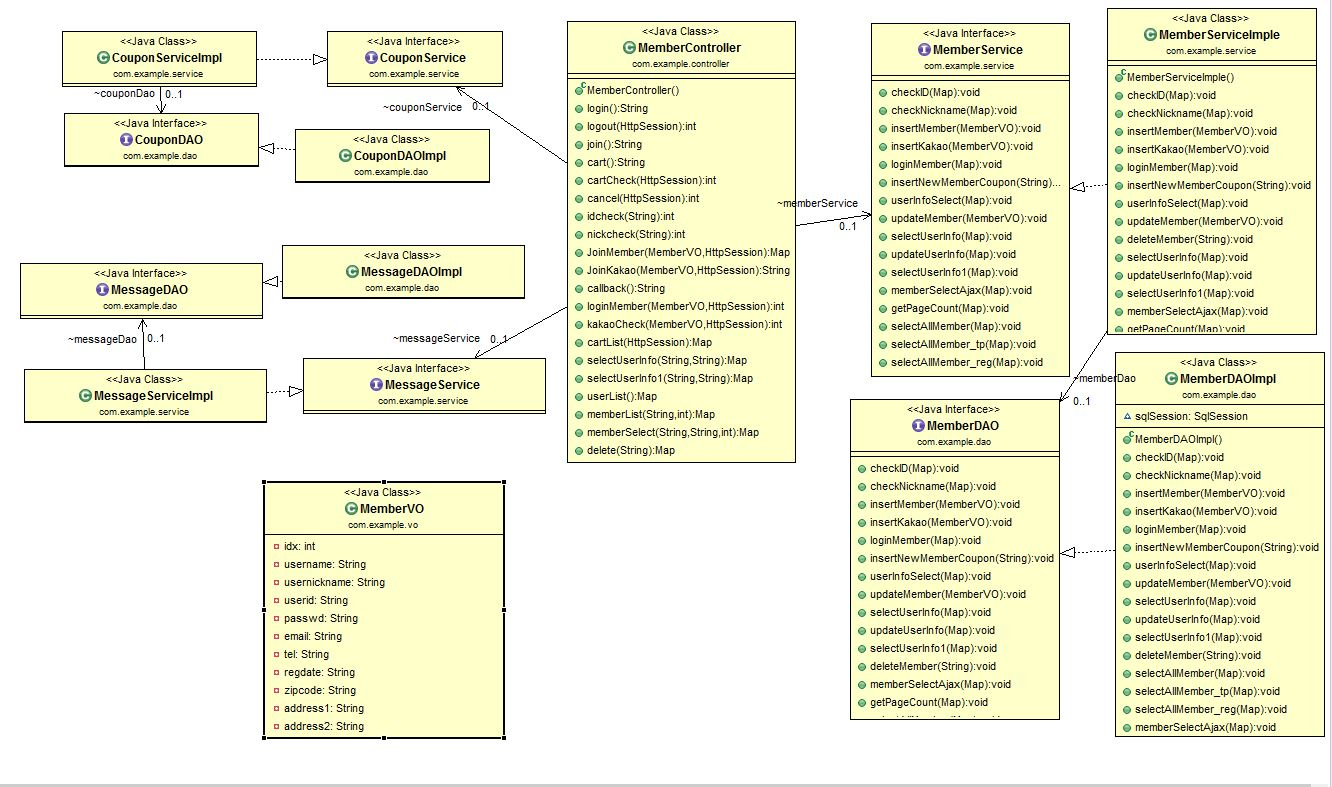 <<Java Class>>
CouponServiceImpl
com.example.service
<<Java Interface>>
CouponService
com.example.service
~couponDao
0..1
<<Java Interface>>
CouponDAO
com.example.dao
<<Java Class>>
CouponDAOImpl
com.example.dao
~couponService
0..1
<<Java Class>>
MessageDAOImpl
com.example.dao
<<Java Interface>>
MessageDAO
com.example.dao
~messageDao
0..1
<<Java Class>>
MessageServiceImpl
com.example.service
<<Java Interface>>
MessageService
com.example.service
~messageService
0..1
<<Java Class>>
MemberVO
com.example.vo
idx: int
username: String
usernickname: String
userid: String
passwd: String
email: String
tel: String
regdate: String
zipcode: String
address1: String
address2: String
<<Java Class>>
MemberController
com.example.controller
MemberController()
login():String
logout(HttpSession):int
join():String
cart():String
cartCheck(HttpSession):int
cancel(HttpSession):int
idcheck(String):int
nickcheck(String):int
JoinMember(MemberVO,HttpSession):Map
JoinKakao(MemberVO,HttpSession):String
callback():String
loginMember(MemberVO,HttpSession):int
kakaoCheck(MemberVO,HttpSession):int
cartList(HttpSession):Map
selectUserInfo(String,String):Map
selectUserInfo1(String,String):Map
userList():Map
memberList(String,int):Map
memberSelect(String,String,int):Map
delete(String):Map
~memberService
0..1
<<Java Interface>>
MemberService
com.example.service
checkID(Map):void
checkNickname(Map):void
insertMember(MemberVO):void
insertKakao(MemberVO):void
loginMember(Map):void
insertNewMemberCoupon(String)...
userInfoSelect(Map):void
updateMember(MemberVO):void
selectUserInfo(Map):void
updateUserInfo(Map):void
selectUserInfo1(Map):void
memberSelectAjax(Map):void
getPageCount(Map):void
selectAllMember(Map):void
selectAllMember_tp(Map):void
selectAllMember_reg(Map):void
<<Java Class>>
MemberServiceImple
com.example.service
MemberServiceImple()
checkID(Map):void
checkNickname(Map):void
insertMember(MemberVO):void
insertKakao(MemberVO):void
loginMember(Map):void
insertNewMemberCoupon(String):void
userInfoSelect(Map):void
updateMember(MemberVO):void
deleteMember(String):void
selectUserInfo(Map):void
updateUserInfo(Map):void
selectUserInfo1(Map):void
memberSelectAjax(Map):void
getPageCount(Map):void
~memberDao
0..1
<<Java Interface>>
MemberDAO
com.example.dao
checkID(Map):void
checkNickname(Map):void
insertMember(MemberVO):void
insertKakao(MemberVO):void
loginMember(Map):void
insertNewMemberCoupon(String):void
userInfoSelect(Map):void
updateMember(MemberVO):void
selectUserInfo(Map):void
updateUserInfo(Map):void
selectUserInfo1(Map):void
deleteMember(String):void
memberSelectAjax(Map):void
getPageCount(Map):void
<<Java Class>>
MemberDAOImpl
com.example.dao
sqlSession: SqlSession
MemberDAOImpl()
checkID(Map):void
checkNickname(Map):void
insertMember(MemberVO):void
insertKakao(MemberVO):void
loginMember(Map):void
insertNewMemberCoupon(String):void
userInfoSelect(Map):void
updateMember(MemberVO):void
selectUserInfo(Map):void
updateUserInfo(Map):void
selectUserInfo1(Map):void
deleteMember(String):void
selectAllMember(Map):void
selectAllMember_tp(Map):void
selectAllMember_reg(Map):void
memberSelectAjax(Map):void